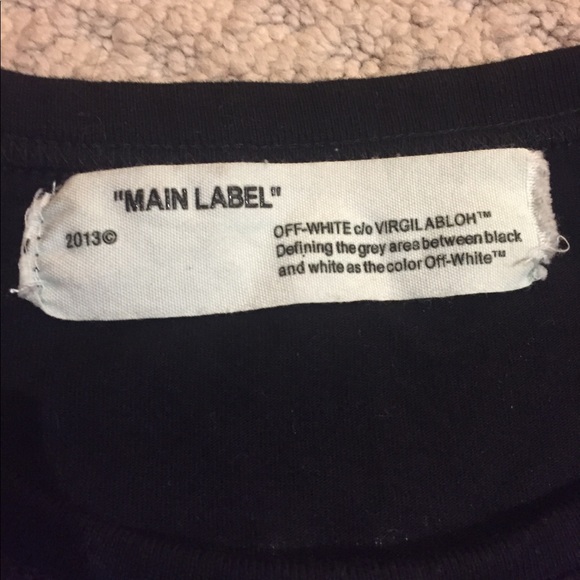 "MAIN LABEL"
2013©
OFF-WHITE c/o VIRGIL ABLOH™
Defining the grey area between black
and white as the color Off-White™